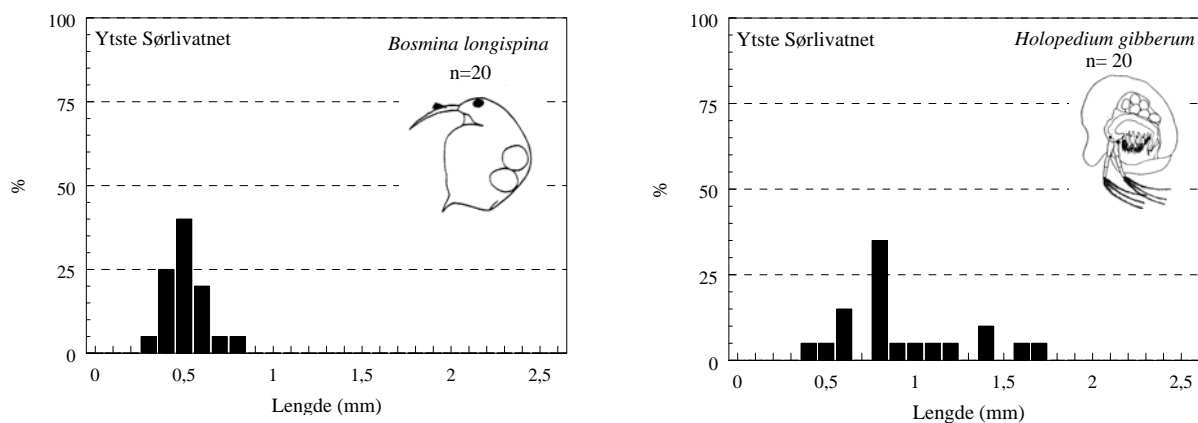 100
Ytste Sørlivatnet
Bosmina longispina
n=20
75
50
%
25
0
0 0,5 1 1,5 2 2,5
Lengde (mm)
100
Ytste Sørlivatnet
Holopedium gibberum
n= 20
75
50
%
25
0
0 0,5 1 1,5 2 2,5
Lengde (mm)